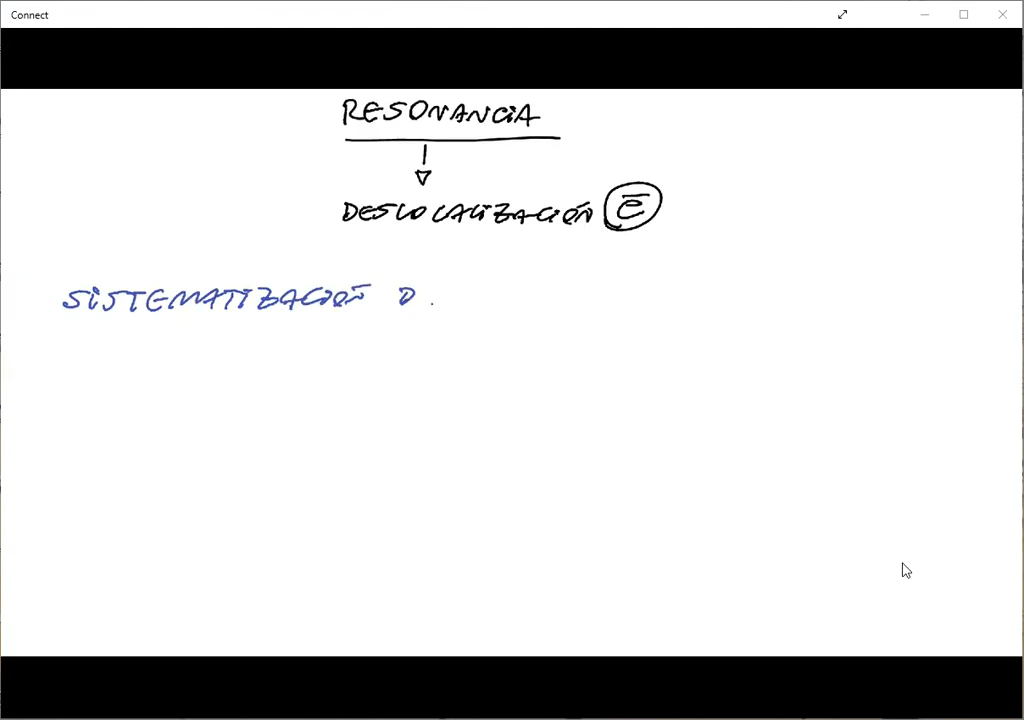 Connect
RESONANCIA
DESLOCALIZACIÓN ē
SISTEMATIZACIÓN D